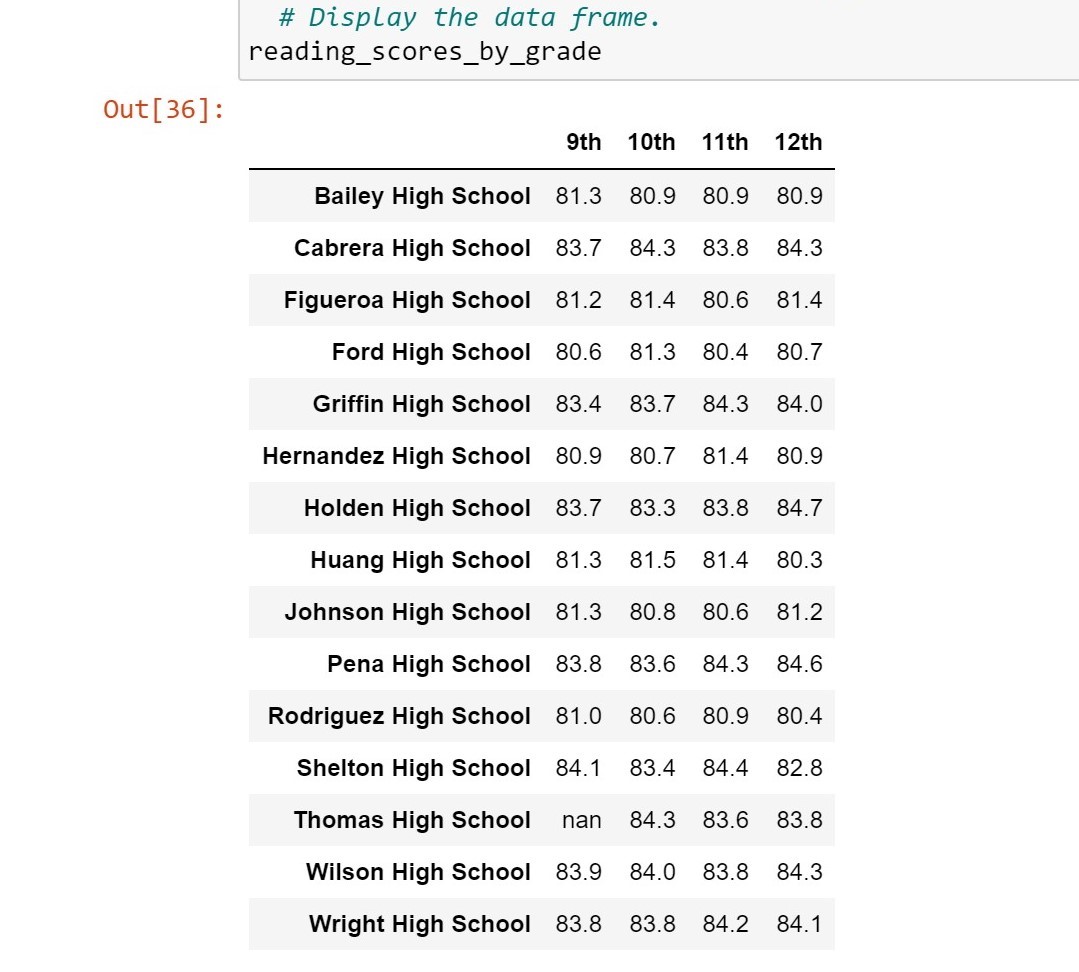 # Display the data frame.
reading_scores_by_grade
Out[36]:
9th 10th 11th 12th
Bailey High School 81.3 80.9 80.9 80.9
Cabrera High School 83.7 84.3 83.8 84.3
Figueroa High School 81.2 81.4 80.6 81.4
Ford High School 80.6 81.3 80.4 80.7
Griffin High School 83.4 83.7 84.3 84.0
Hernandez High School 80.9 80.7 81.4 80.9
Holden High School 83.7 83.3 83.8 84.7
Huang High School 81.3 81.5 81.4 80.3
Johnson High School 81.3 80.8 80.6 81.2
Pena High School 83.8 83.6 84.3 84.6
Rodriguez High School 81.0 80.6 80.9 80.4
Shelton High School 84.1 83.4 84.4 82.8
Thomas High School nan 84.3 83.6 83.8
Wilson High School 83.9 84.0 83.8 84.3
Wright High School 83.8 83.8 84.2 84.1